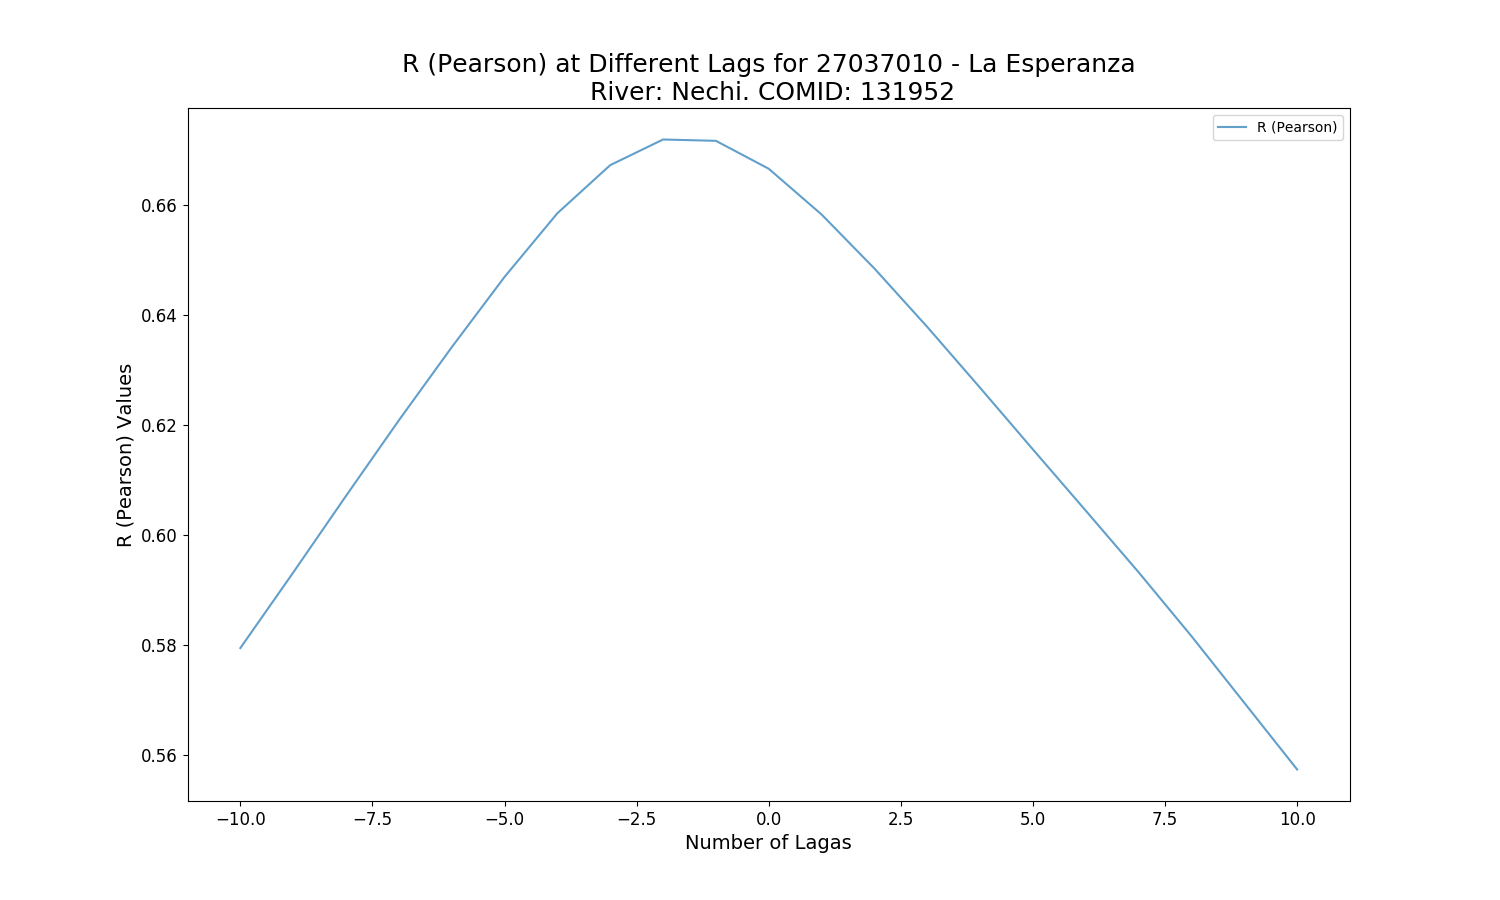 R (Pearson) at Different Lags for 27037010 - La Esperanza
River: Nechi. COMID: 131952
R (Pearson)
R (Pearson) Values
0.66
0.64
0.62
0.60
0.58
0.56
−10.0 −7.5 −5.0 −2.5 0.0 2.5 5.0 7.5 10.0
Number of Lagas